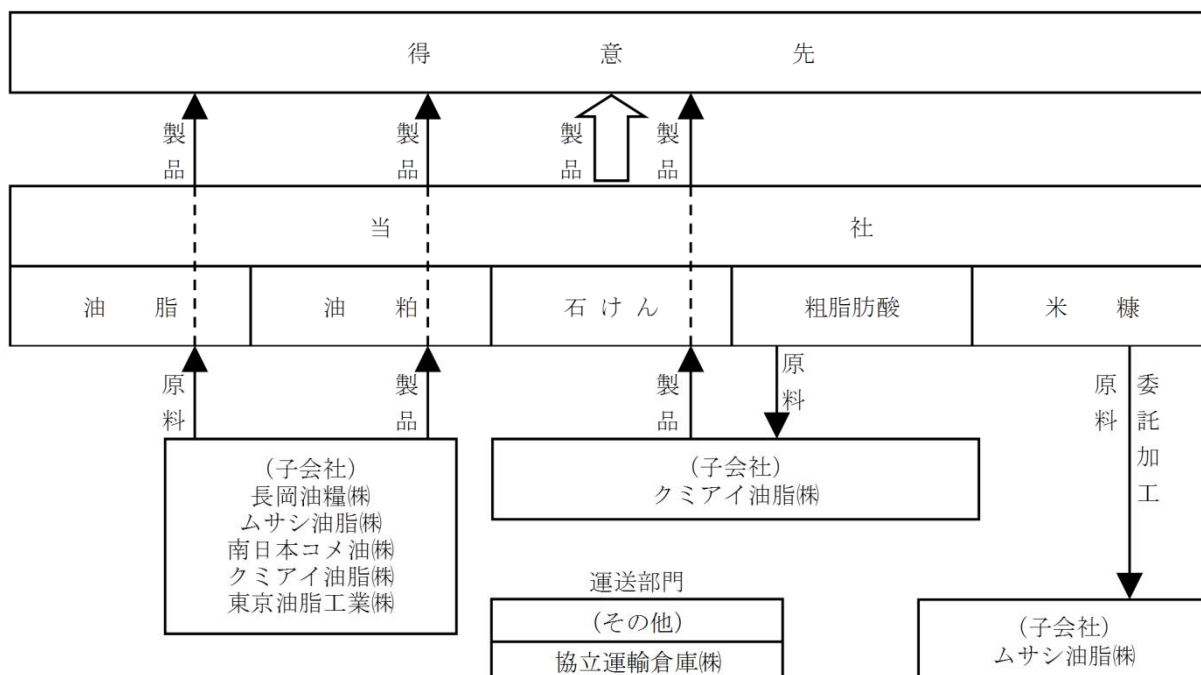 得意先
製品
製品
製品
製品
当社
油脂
油粕
石けん
粗脂肪酸
米糠
原料
製品
製品
原料
原料
委託加工
(子会社)
長岡油糧㈱
ムサシ油脂㈱
南日本コメ油㈱
クミアイ油脂㈱
東京油脂工業㈱
(子会社)
クミアイ油脂㈱
運送部門
(その他)
協立運輸倉庫㈱
(子会社)
ムサシ油脂㈱